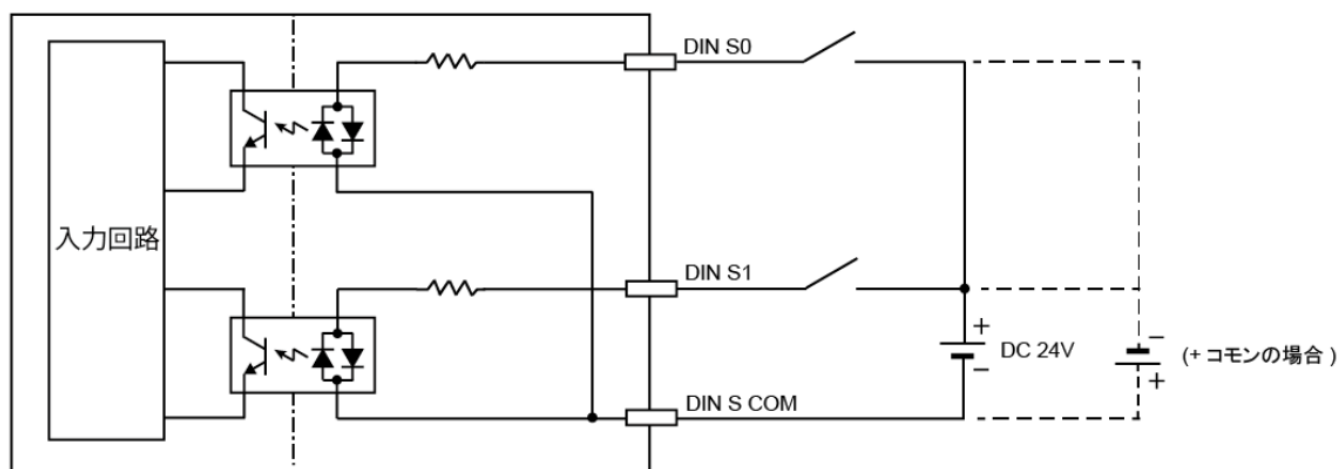 DIN S0
入力回路
DIN S1
+
DC 24V
−
−
(+ コモンの場合 )
+
DIN S COM